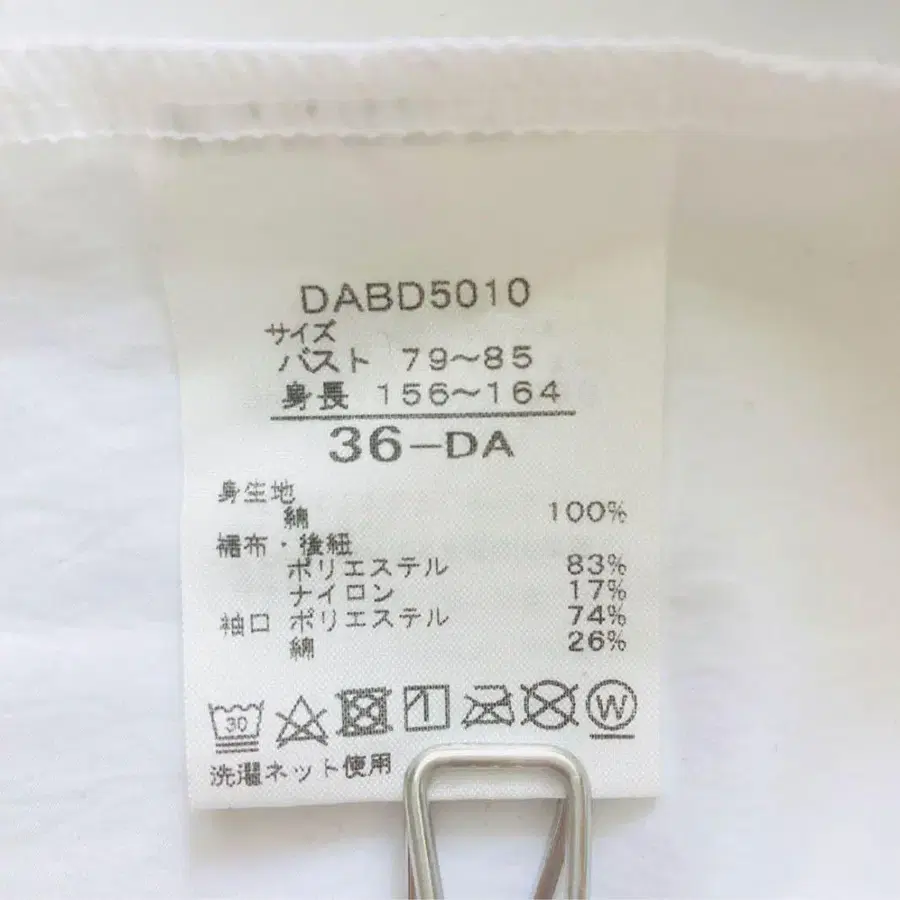 DABD5010
サイズ
バスト 79～85
身長 156～164
36-DA
身生地
綿 100%
裾布・後紐
ポリエステル 83%
ナイロン 17%
袖口 ポリエステル 74%
綿 26%
30 W
洗濯ネット使用